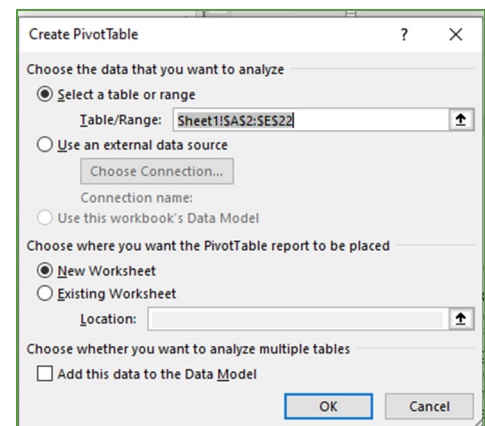 Create PivotTable ?
Choose the data that you want to analyze
Select a table or range
Table/Range: Sheet1!$A$2:$E$22
Use an external data source
Choose Connection...
Connection name:
Use this workbook's Data Model
Choose where you want the PivotTable report to be placed
New Worksheet
Existing Worksheet
Location:
Choose whether you want to analyze multiple tables
Add this data to the Data Model
OK Cancel